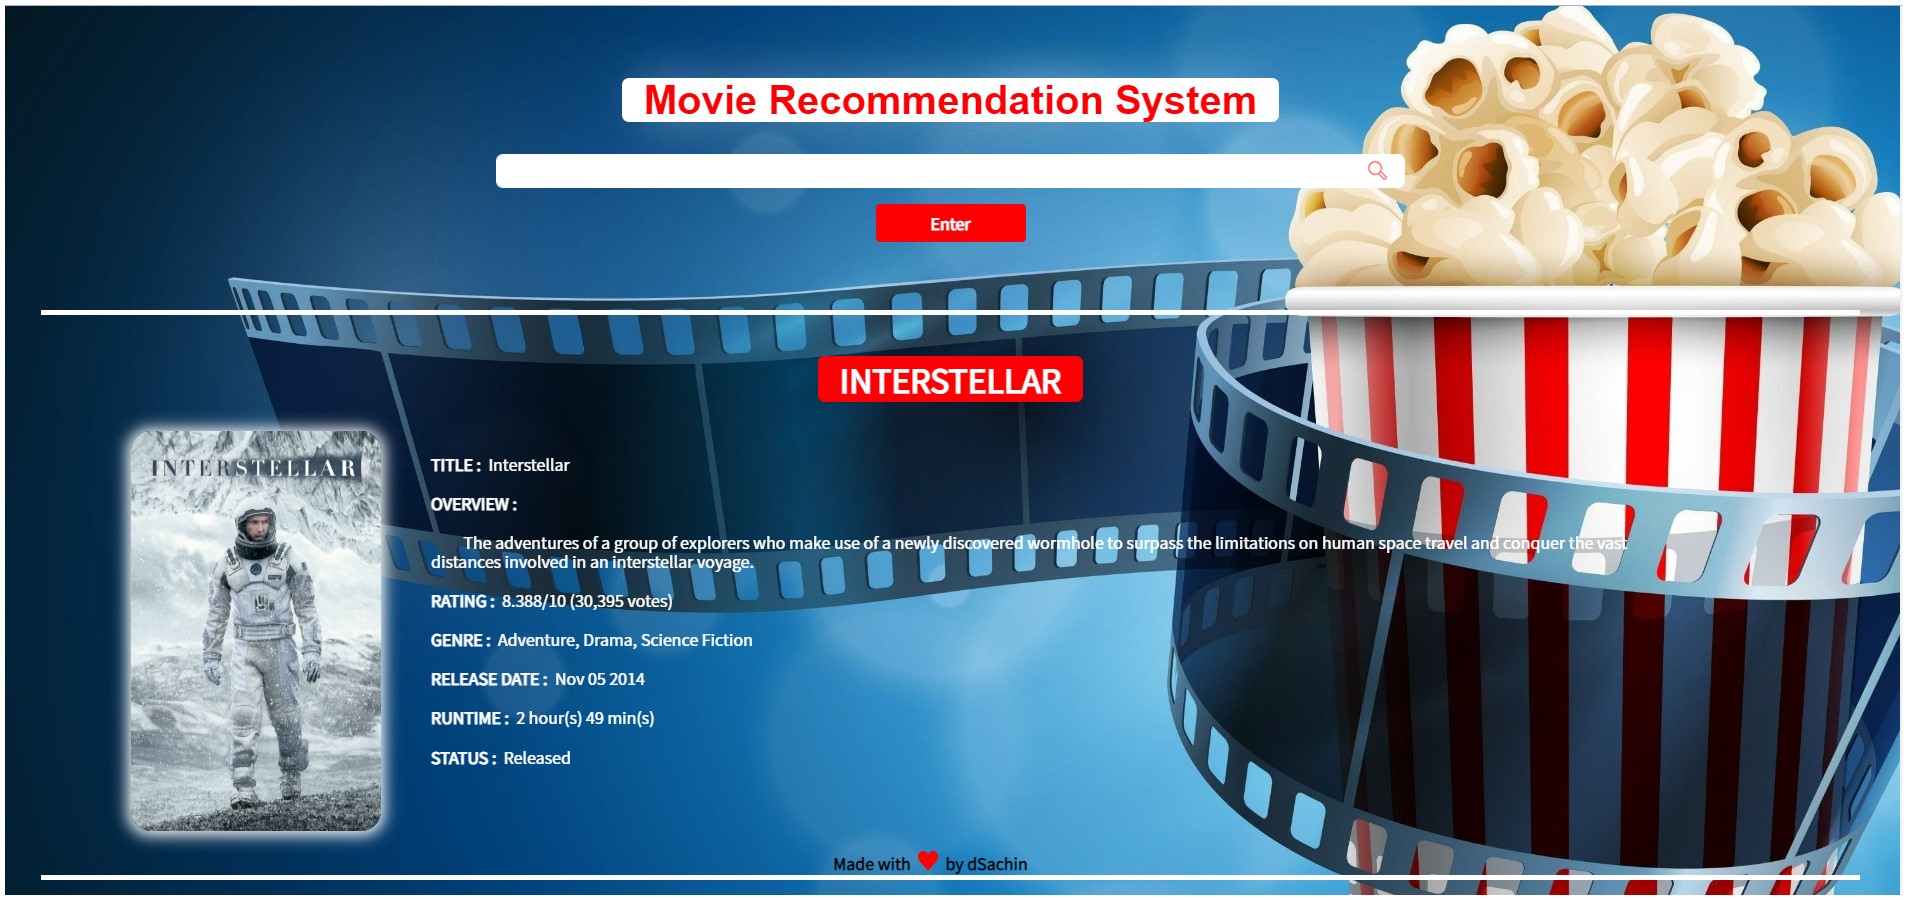 Movie Recommendation System
Enter
INTERSTELLAR
INTERSTELLAR
TITLE : Interstellar
OVERVIEW :
The adventures of a group of explorers who make use of a newly discovered wormhole to surpass the limitations on human space travel and conquer the vast
distances involved in an interstellar voyage.
RATING : 8.388/10 (30,395 votes)
GENRE : Adventure, Drama, Science Fiction
RELEASE DATE : Nov 05 2014
RUNTIME : 2 hour(s) 49 min(s)
STATUS : Released
Made with ♥ by dSachin